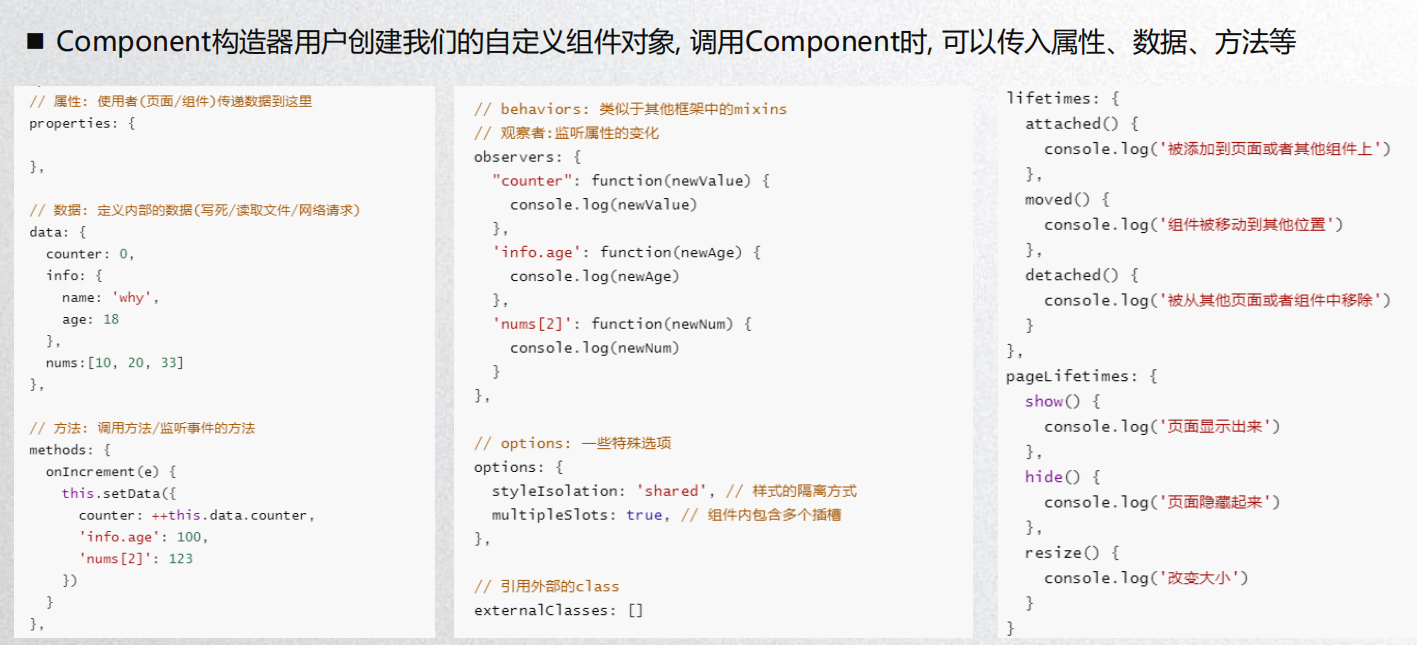 ■ Component构造器用户创建我们的自定义组件对象, 调用Component时, 可以传入属性、数据、方法等
// 属性: 使用者(页面/组件)传递数据到这里
properties: {

},

// 数据: 定义内部的数据(写死/读取文件/网络请求)
data: {
  counter: 0,
  info: {
    name: 'why',
    age: 18
  },
  nums:[10, 20, 33]
},

// 方法: 调用方法/监听事件的方法
methods: {
  onIncrement(e) {
    this.setData({
      counter: ++this.data.counter,
      'info.age': 100,
      'nums[2]': 123
    })
  }
},
// behaviors: 类似于其他框架中的mixins
// 观察者:监听属性的变化
observers: {
  "counter": function(newValue) {
    console.log(newValue)
  },
  'info.age': function(newAge) {
    console.log(newAge)
  },
  'nums[2]': function(newNum) {
    console.log(newNum)
  }
},

// options: 一些特殊选项
options: {
  styleIsolation: 'shared', // 样式的隔离方式
  multipleSlots: true, // 组件内包含多个插槽
},

// 引用外部的class
externalClasses: []
lifetimes: {
  attached() {
    console.log('被添加到页面或者其他组件上')
  },
  moved() {
    console.log('组件被移动到其他位置')
  },
  detached() {
    console.log('被从其他页面或者组件中移除')
  }
},
pageLifetimes: {
  show() {
    console.log('页面显示出来')
  },
  hide() {
    console.log('页面隐藏起来')
  },
  resize() {
    console.log('改变大小')
  }
}